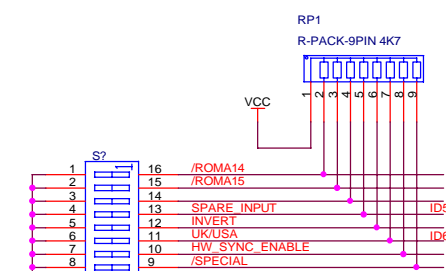 RP1
R-PACK-9PIN 4K7
1 2 3 4 5 6 7 8 9
VCC
S?
1 16 /ROMA14
2 15 /ROMA15
3 14
4 13 SPARE_INPUT ID5
5 12 INVERT
6 11 UK/USA ID6
7 10 HW_SYNC_ENABLE
8 9 /SPECIAL